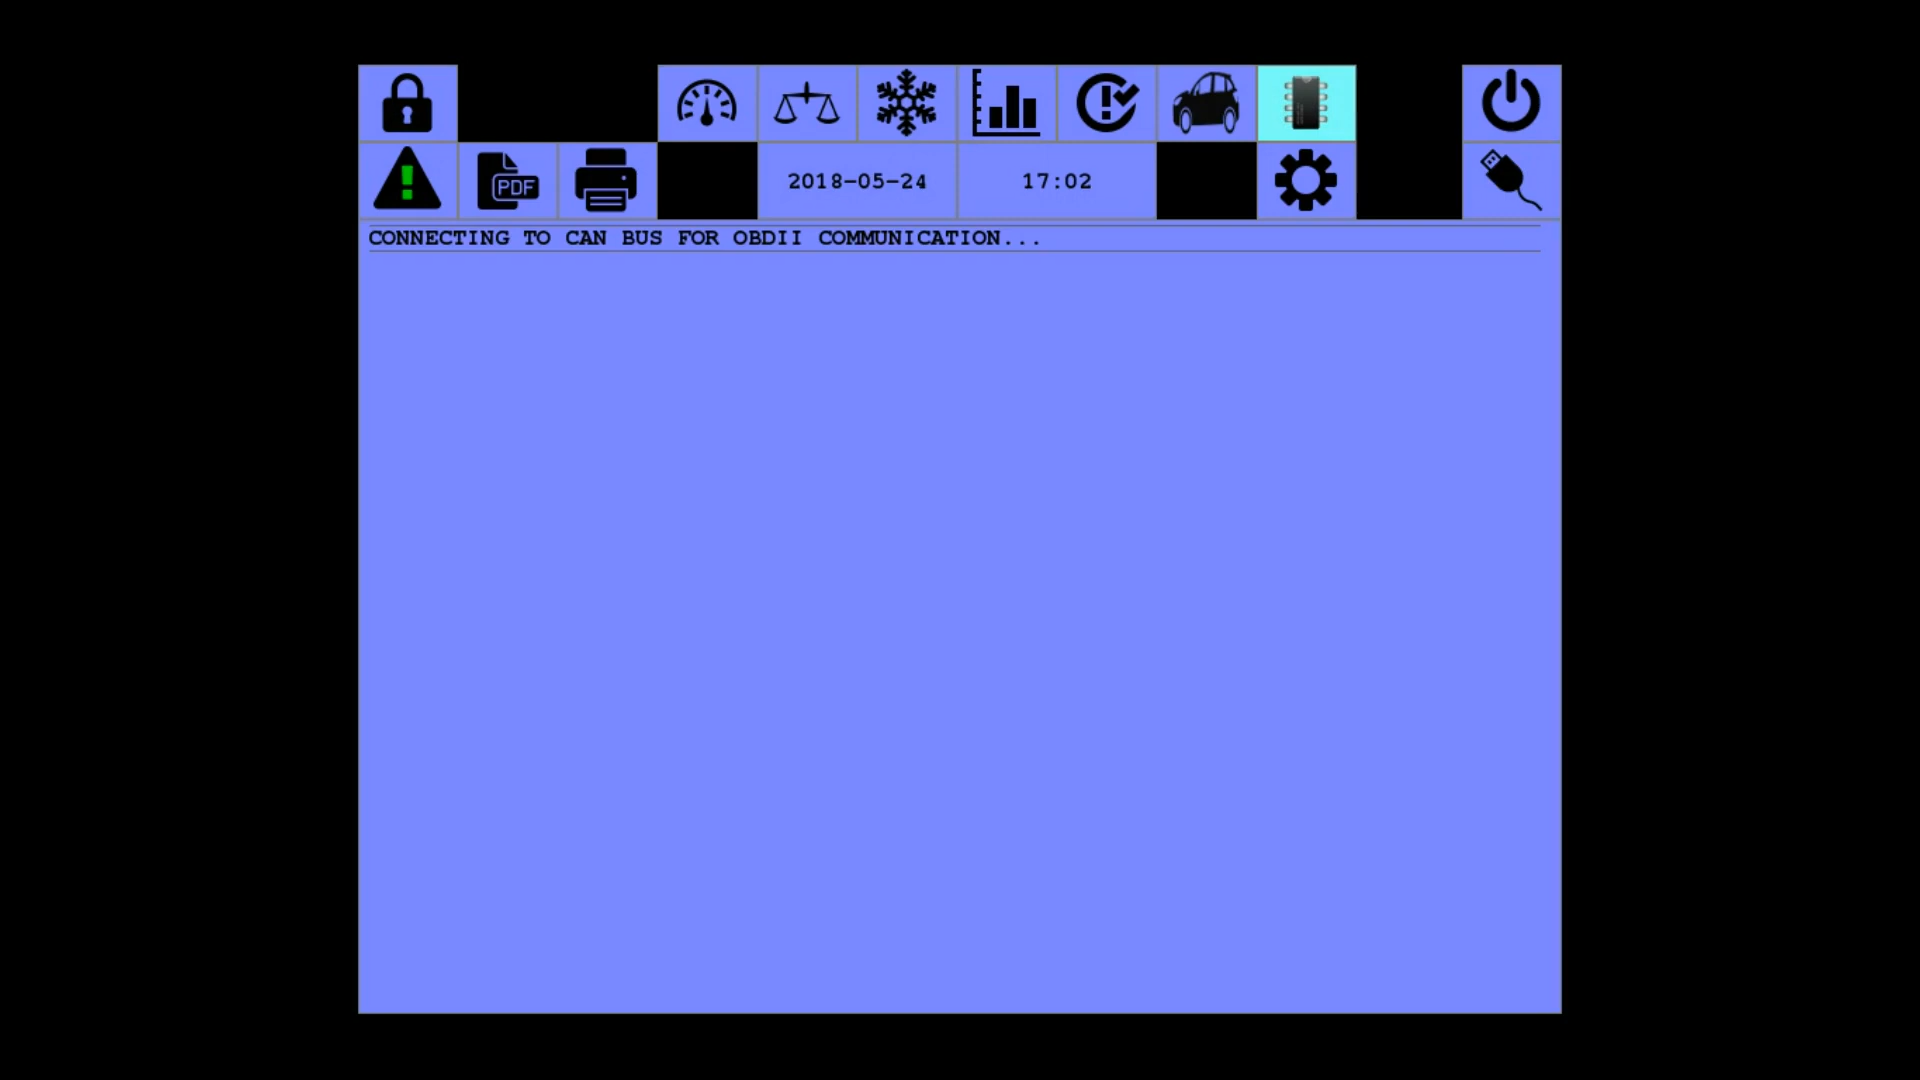 PDF
2018-05-24 17:02
CONNECTING TO CAN BUS FOR OBDII COMMUNICATION...